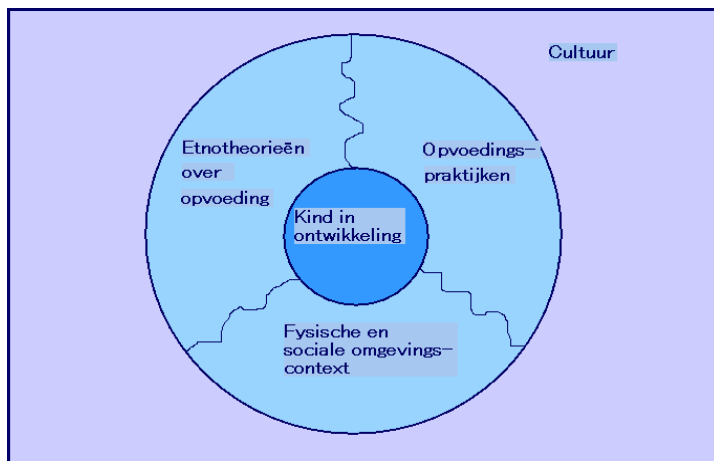 Cultuur
Etnotheorieën
over
opvoeding
Opvoedings-
praktijken
Kind in
ontwikkeling
Fysische en
sociale omgevings-
context